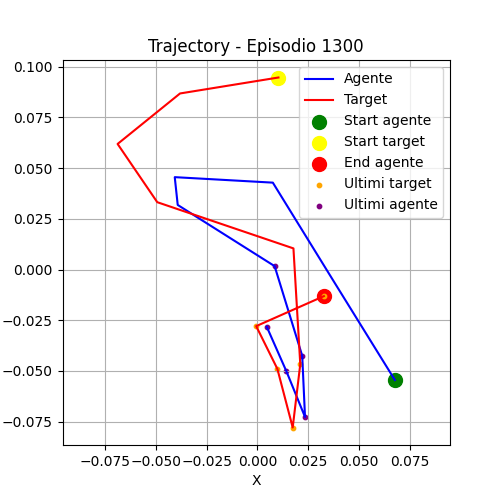 Trajectory - Episodio 1300
Agente
Target
Start agente
Start target
End agente
Ultimi target
Ultimi agente
0.100
0.075
0.050
0.025
0.000
−0.025
−0.050
−0.075
−0.075 −0.050 −0.025 0.000 0.025 0.050 0.075
X